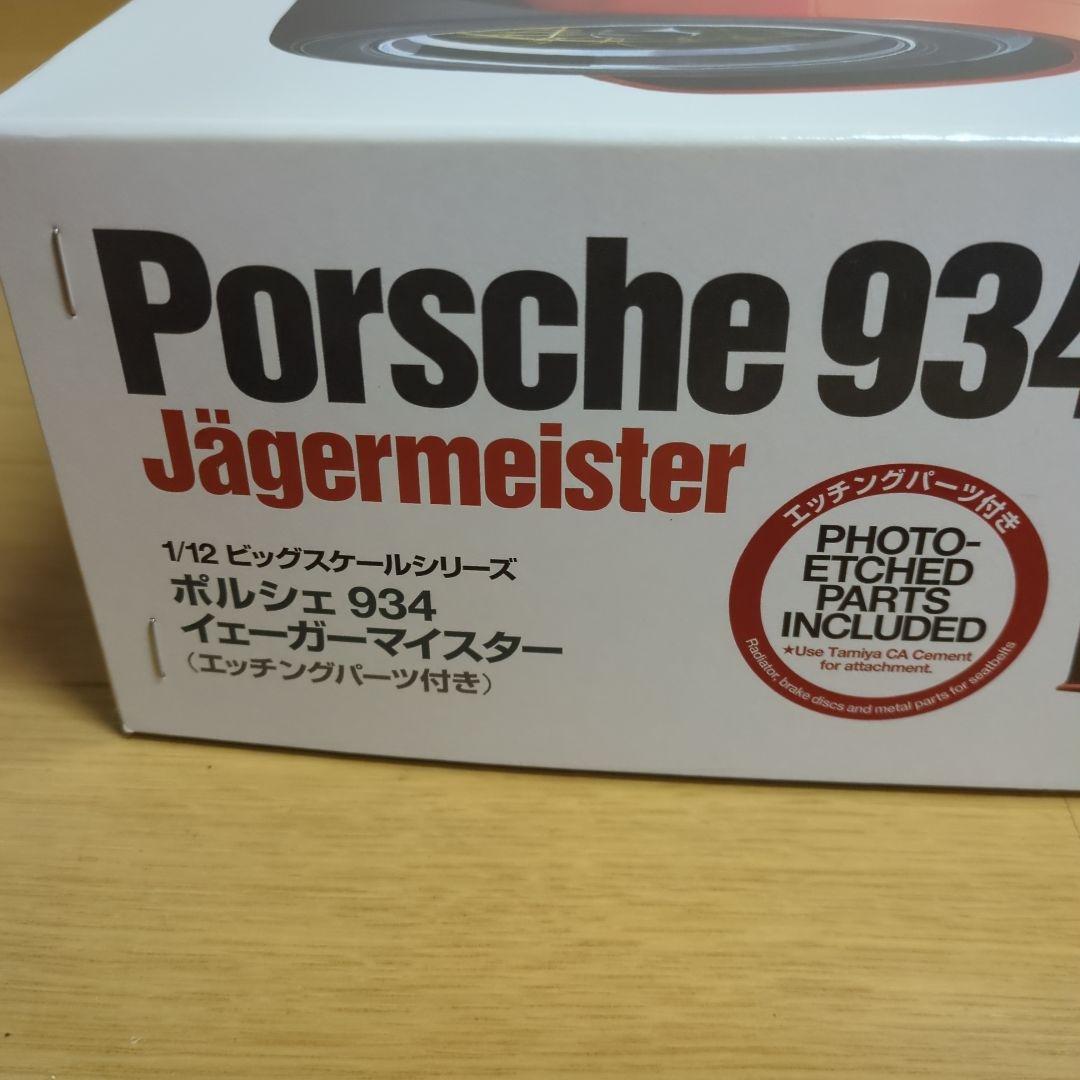 Porsche 934
Jägermeister
1/12 ビッグスケールシリーズ
ポルシェ 934
イェーガーマイスター
（エッチングパーツ付き）
エッチングパーツ付き
PHOTO-
ETCHED
PARTS
INCLUDED
★Use Tamiya CA Cement
for attachment.
Radiator, brake discs and metal parts for seatbelts